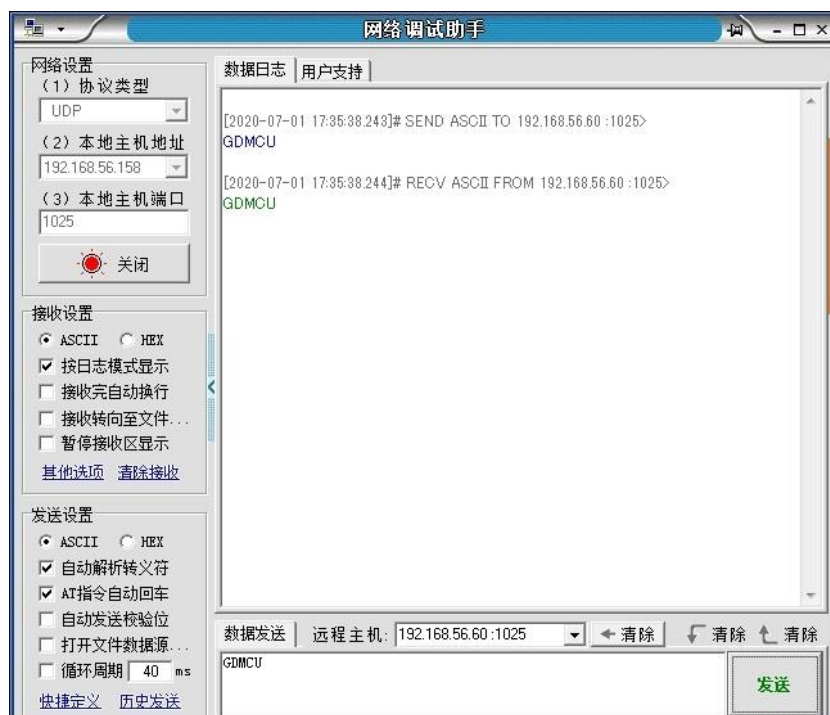 网络调试助手
网络设置
（1）协议类型
UDP
（2）本地主机地址
192.168.56.158
（3）本地主机端口
1025
关闭
接收设置
ASCII HEX
按日志模式显示
接收完自动换行
接收转向至文件...
暂停接收区显示
其他选项 清除接收
发送设置
ASCII HEX
自动解析转义符
AT指令自动回车
自动发送校验位
打开文件数据源...
循环周期 40 ms
快捷定义 历史发送
数据日志 用户支持
[2020-07-01 17:35:38.243]# SEND ASCII TO 192.168.56.60 :1025>
GDMCU
[2020-07-01 17:35:38.244]# RECV ASCII FROM 192.168.56.60 :1025>
GDMCU
数据发送 远程主机: 192.168.56.60 :1025 清除 清除 清除
GDMCU
发送